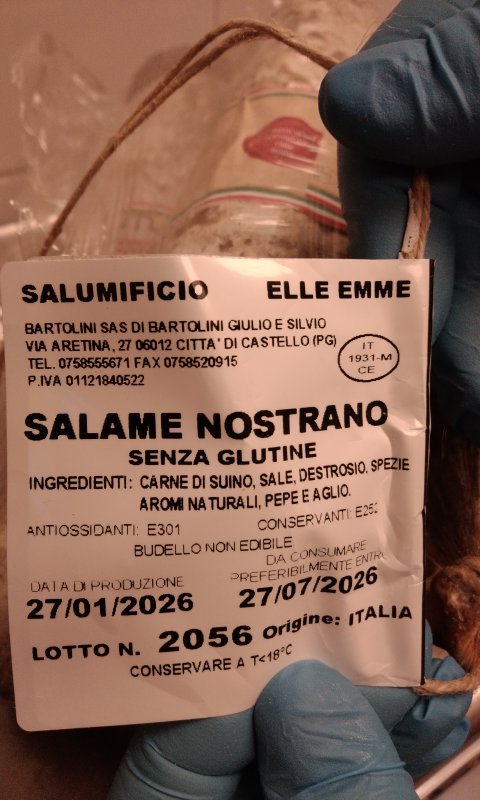 SALUMIFICIO ELLE EMME
BARTOLINI SAS DI BARTOLINI GIULIO E SILVIO
VIA ARETINA, 27 06012 CITTA' DI CASTELLO (PG)
TEL. 0758555671 FAX 0758520915
P.IVA 01121840522
IT
1931-M
CE
SALAME NOSTRANO
SENZA GLUTINE
INGREDIENTI: CARNE DI SUINO, SALE, DESTROSIO, SPEZIE
AROMI NATURALI, PEPE E AGLIO.
ANTIOSSIDANTI: E301 CONSERVANTI: E252
BUDELLO NON EDIBILE
DATA DI PRODUZIONE
27/01/2026
DA CONSUMARE
PREFERIBILMENTE ENTRO
27/07/2026
LOTTO N. 2056 origine: ITALIA
CONSERVARE A T<18°C